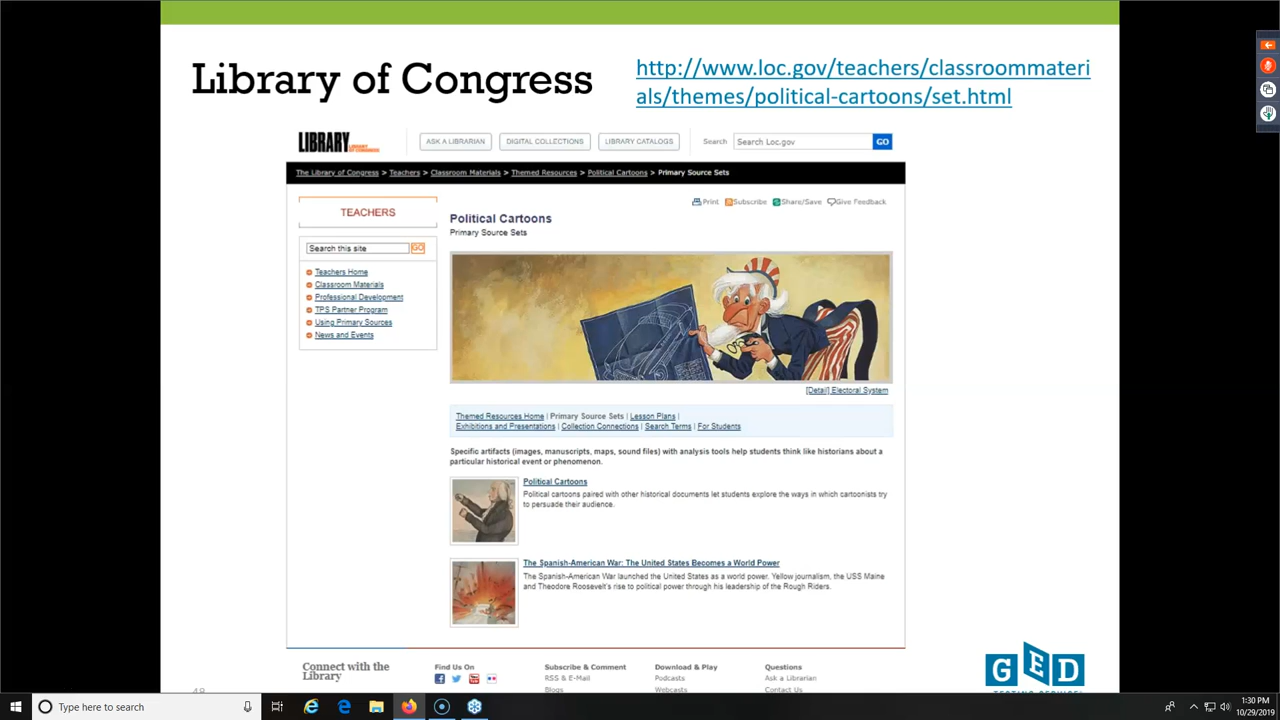 Library of Congress
http://www.loc.gov/teachers/classroommateri
als/themes/political-cartoons/set.html
LIBRARY
ASK A LIBRARIAN
DIGITAL COLLECTIONS
LIBRARY CATALOGS
Search
Search Loc.gov
GO
The Library of Congress > Teachers > Classroom Materials > Themed Resources > Political Cartoons > Primary Source Sets
Print
Subscribe
Share/Save
Give Feedback
TEACHERS
Search this site
GO
Teachers Home
Classroom Materials
Professional Development
TPS Partner Program
Using Primary Sources
News and Events
Political Cartoons
Primary Source Sets
[Detail] Electoral System
Themed Resources Home | Primary Source Sets | Lesson Plans |
Exhibitions and Presentations | Collection Connections | Search Terms | For Students
Specific artifacts (images, manuscripts, maps, sound files) with analysis tools help students think like historians about a
particular historical event or phenomenon.
Political Cartoons
Political cartoons paired with other historical documents let students explore the ways in which cartoonists try
to persuade their audience.
The Spanish-American War: The United States Becomes a World Power
The Spanish-American War launched the United States as a world power. Yellow journalism, the USS Maine
and Theodore Roosevelt's rise to political power through his leadership of the Rough Riders.
Connect with the
Library
Find Us On
Subscribe & Comment
RSS & E-Mail
Blogs
Download & Play
Podcasts
Webcasts
Questions
Ask a Librarian
Contact Us
GED
Type here to search
1:30 PM
10/29/2019